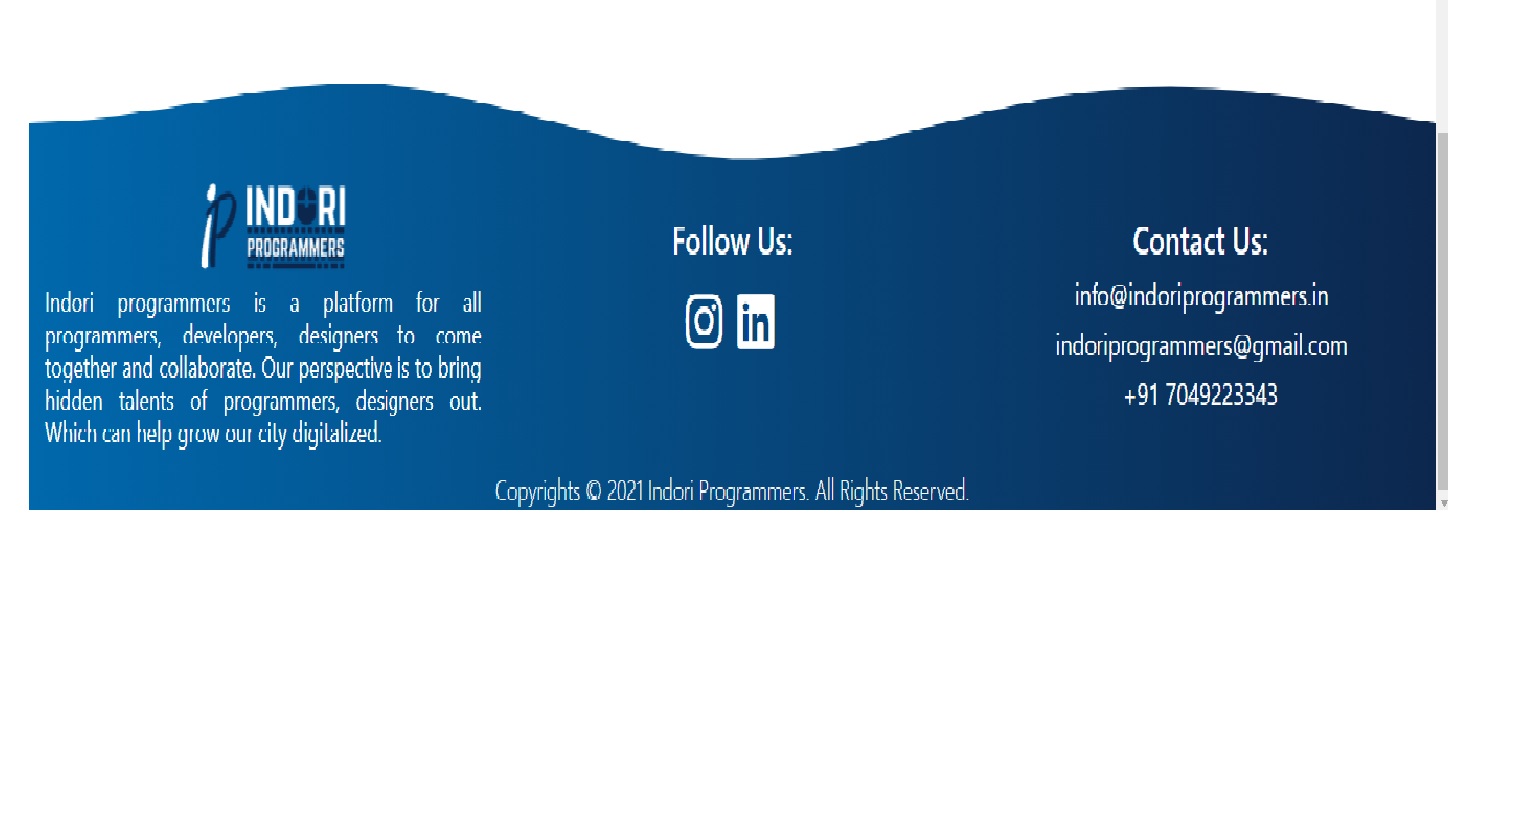 INDORI
PROGRAMMERS
Indori programmers is a platform for all
programmers, developers, designers to come
together and collaborate. Our perspective is to bring
hidden talents of programmers, designers out.
Which can help grow our city digitalized.
Follow Us:
Contact Us:
info@indoriprogrammers.in
indoriprogrammers@gmail.com
+91 7049223343
Copyrights © 2021 Indori Programmers. All Rights Reserved.